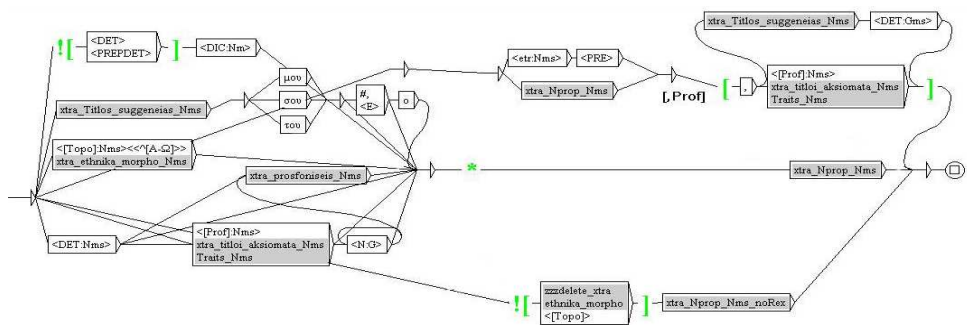 ![
<DET>
<PREPDET>
]
<DIC:Nm>
xtra_Titlos_suggeneias_Nms
μου
σου
του
#,
<E>
ο
<[Topo]:Nms><<^[Α-Ω]>>
xtra_ethnika_morpho_Nms
xtra_prosfoniseis_Nms
<DET:Nms>
<[Prof]:Nms>
xtra_titloi_aksiomata_Nms
Traits_Nms
<N:G>
<etr:Nms>
<PRE>
xtra_Nprop_Nms
[,Prof]
[
,
xtra_Titlos_suggeneias_Nms
<DET:Gms>
<[Prof]:Nms>
xtra_titloi_aksiomata_Nms
Traits_Nms
]
*
xtra_Nprop_Nms
![
zzzdelete_xtra
ethnika_morpho
<[Topo]>
]
xtra_Nprop_Nms_noRex